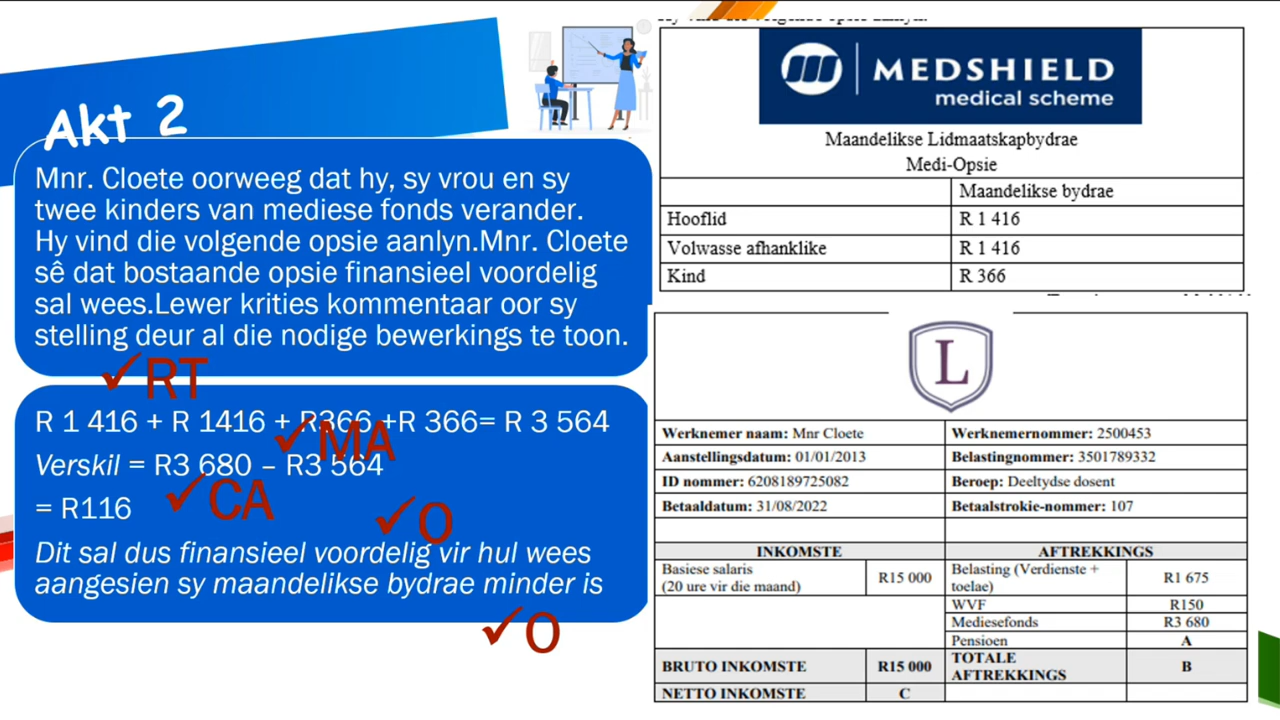 Akt 2
Mnr. Cloete oorweeg dat hy, sy vrou en sy
twee kinders van mediese fonds verander.
Hy vind die volgende opsie aanlyn.Mnr. Cloete
sê dat bostaande opsie finansieel voordelig
sal wees.Lewer krities kommentaar oor sy
stelling deur al die nodige bewerkings te toon.
✓RT
R 1 416 + R 1416 + R366 +R 366= R 3 564
✓MA
Verskil = R3 680 – R3 564
✓CA
= R116
✓O
Dit sal dus finansieel voordelig vir hul wees
aangesien sy maandelikse bydrae minder is
✓O
Hy vind die volgende opsie aanlyn.
MEDSHIELD
medical scheme
Maandelikse Lidmaatskapbydrae
Medi-Opsie
Maandelikse bydrae
Hooflid R 1 416
Volwasse afhanklike R 1 416
Kind R 366
L
Werknemer naam: Mnr Cloete Werknemernommer: 2500453
Aanstellingsdatum: 01/01/2013 Belastingnommer: 3501789332
ID nommer: 6208189725082 Beroep: Deeltydse dosent
Betaaldatum: 31/08/2022 Betaalstrokie-nommer: 107
INKOMSTE AFTREKKINGS
Basiese salaris
(20 ure vir die maand) R15 000
Belasting (Verdienste +
toelae) R1 675
WVF R150
Mediesefonds R3 680
Pensioen A
BRUTO INKOMSTE R15 000
TOTALE
AFTREKKINGS B
NETTO INKOMSTE C